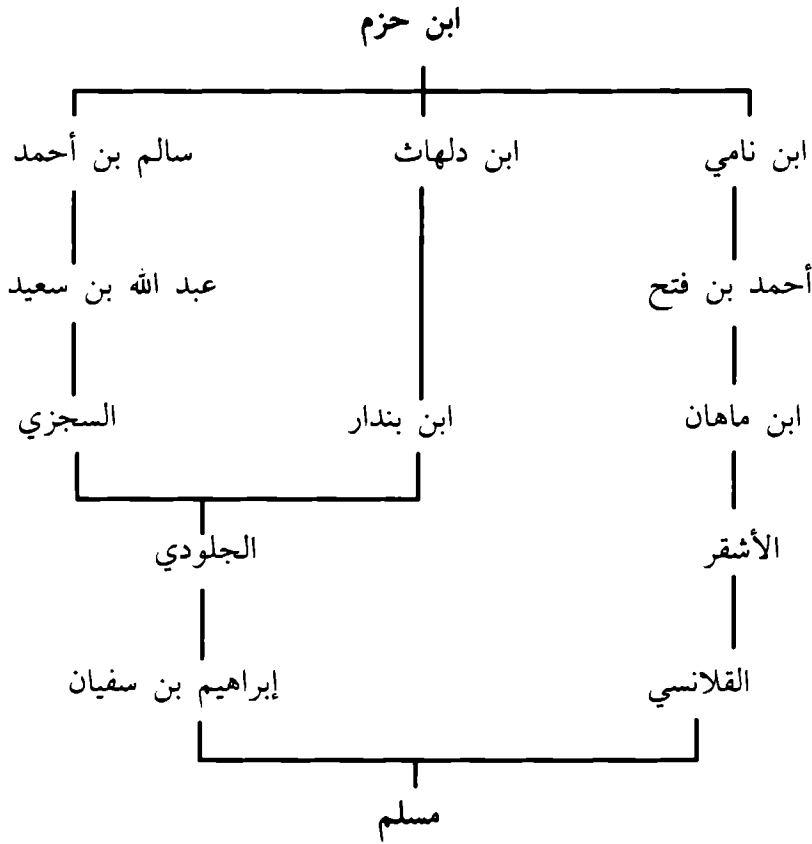 ابن حزم
ابن نامي ابن دلهاث سالم بن أحمد
أحمد بن فتح عبد الله بن سعيد
ابن ماهان ابن بندار السجزي
الأشقر الجلودي
القلانسي إبراهيم بن سفيان
مسلم